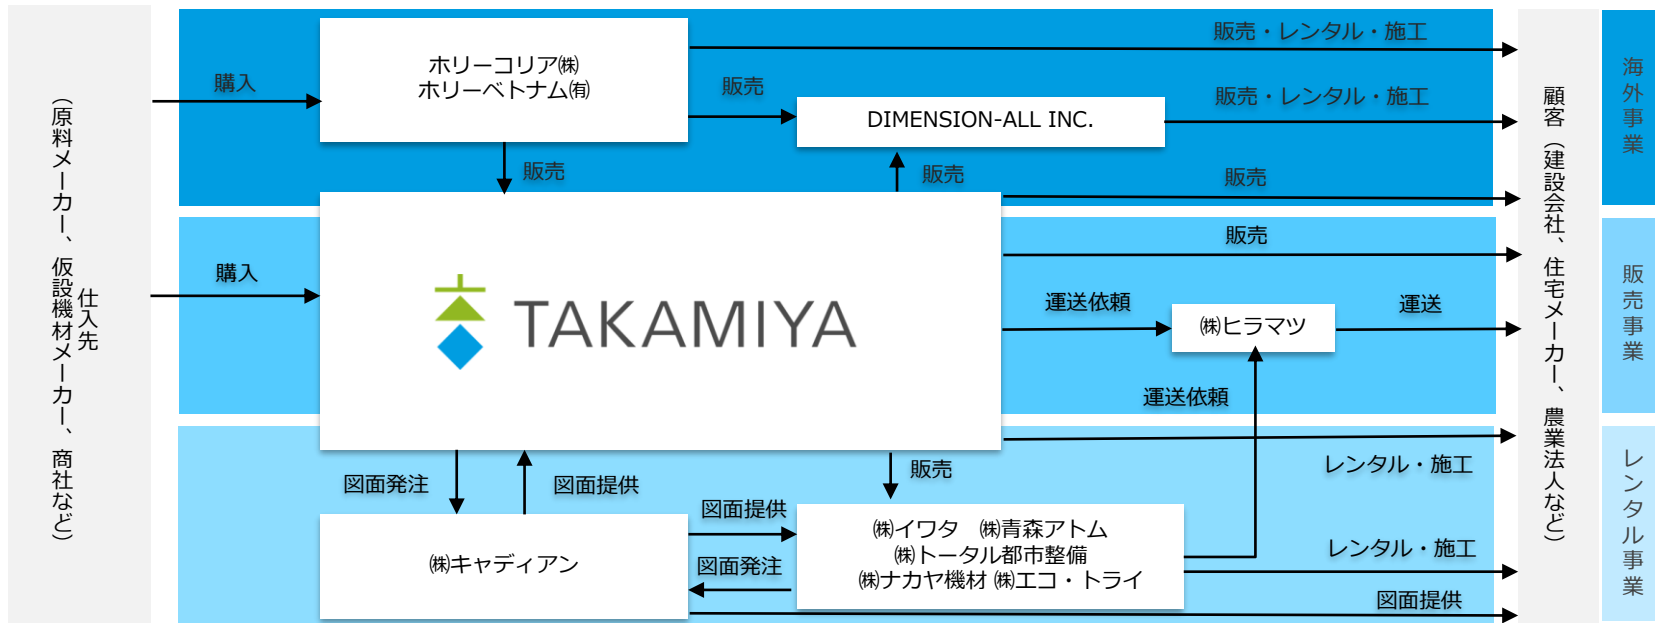 仕入先
（原料メーカー、仮設機材メーカー、商社など）
購入
ホリーコリア㈱
ホリーベトナム㈲
販売・レンタル・施工
販売
DIMENSION-ALL INC.
販売・レンタル・施工
販売
販売
販売
購入
TAKAMIYA
販売
運送依頼
㈱ヒラマツ
運送
運送依頼
図面発注
図面提供
販売
レンタル・施工
㈱キャディアン
図面提供
図面発注
㈱イワタ　㈱青森アトム
㈱トータル都市整備
㈱ナカヤ機材 ㈱エコ・トライ
レンタル・施工
図面提供
顧客（建設会社、住宅メーカー、農業法人など）
海外事業
販売事業
レンタル事業